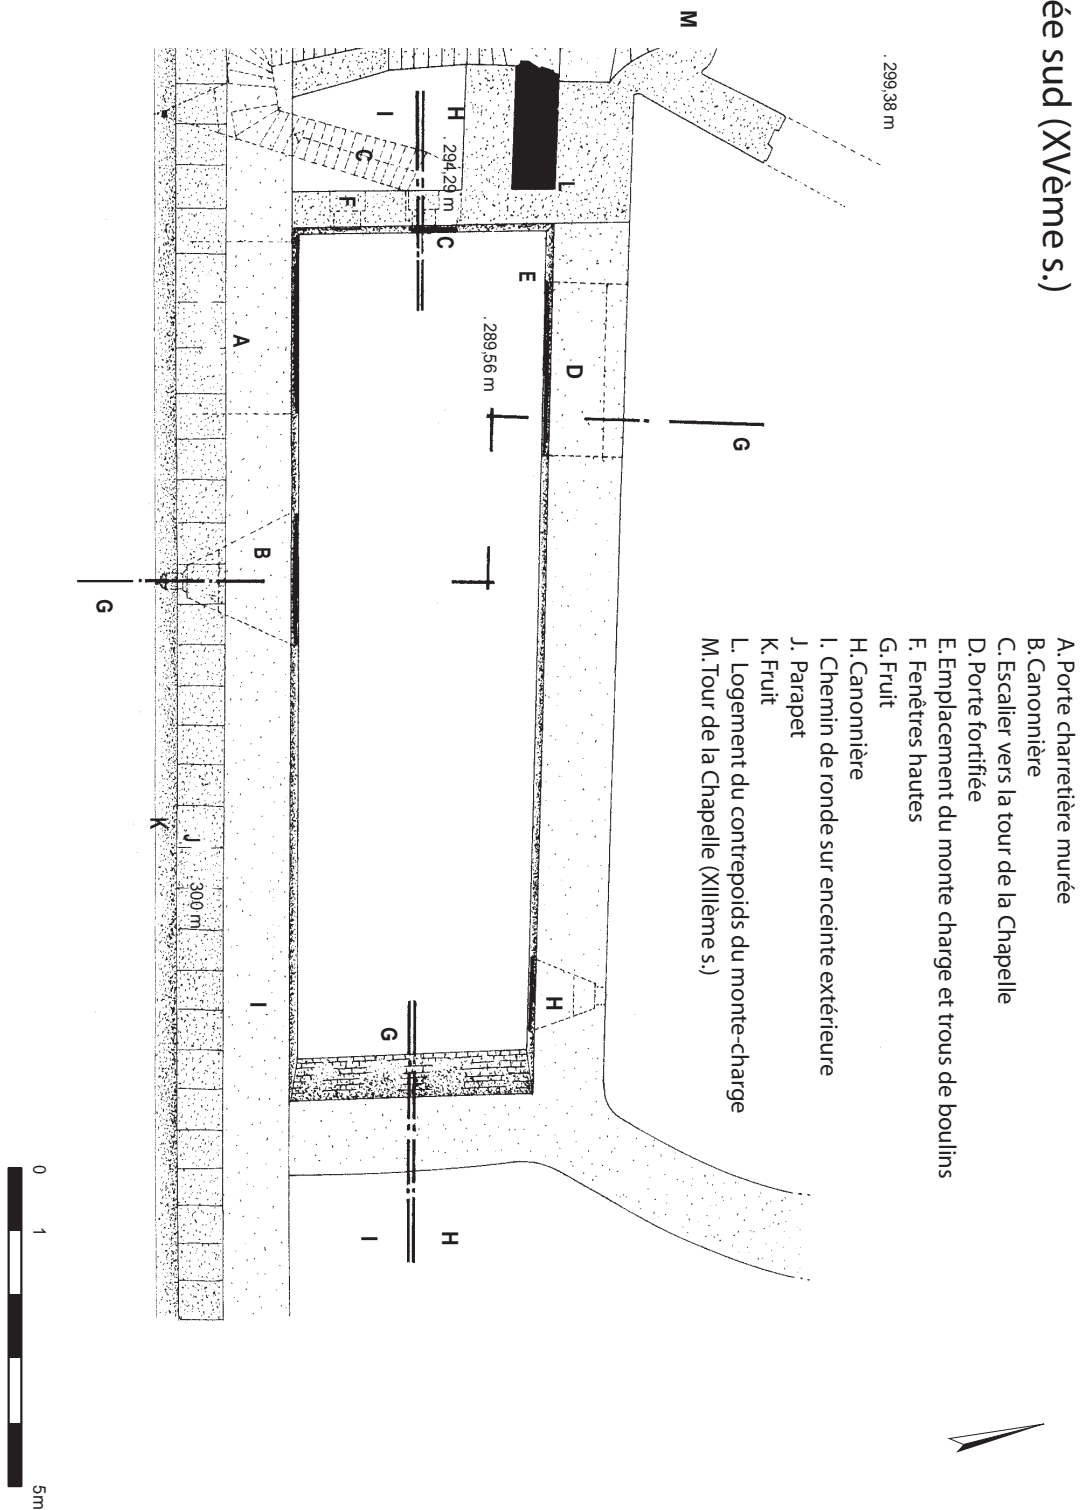 ée sud (XVème s.)
A. Porte charretière murée
B. Canonnière
C. Escalier vers la tour de la Chapelle
D. Porte fortifiée
E. Emplacement du monte charge et trous de boulins
F. Fenêtres hautes
G. Fruit
H. Canonnière
I. Chemin de ronde sur enceinte extérieure
J. Parapet
K. Fruit
L. Logement du contrepoids du monte-charge
M. Tour de la Chapelle (XIIIème s.)
M
.299,38 m
H
I
.294,29 m
C
L
F
C
E
.289,56 m
D
A
G
B
G
K
J
300 m
I
H
G
H
I
0
1
5m